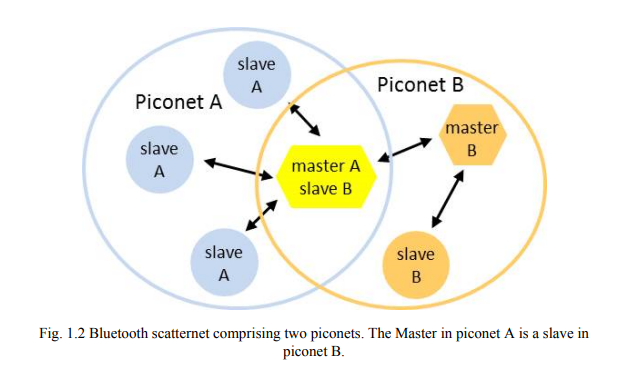 slave
A
Piconet A
Piconet B
slave
A
master A
slave B
master
B
slave
A
slave
B
Fig. 1.2 Bluetooth scatternet comprising two piconets. The Master in piconet A is a slave in
piconet B.